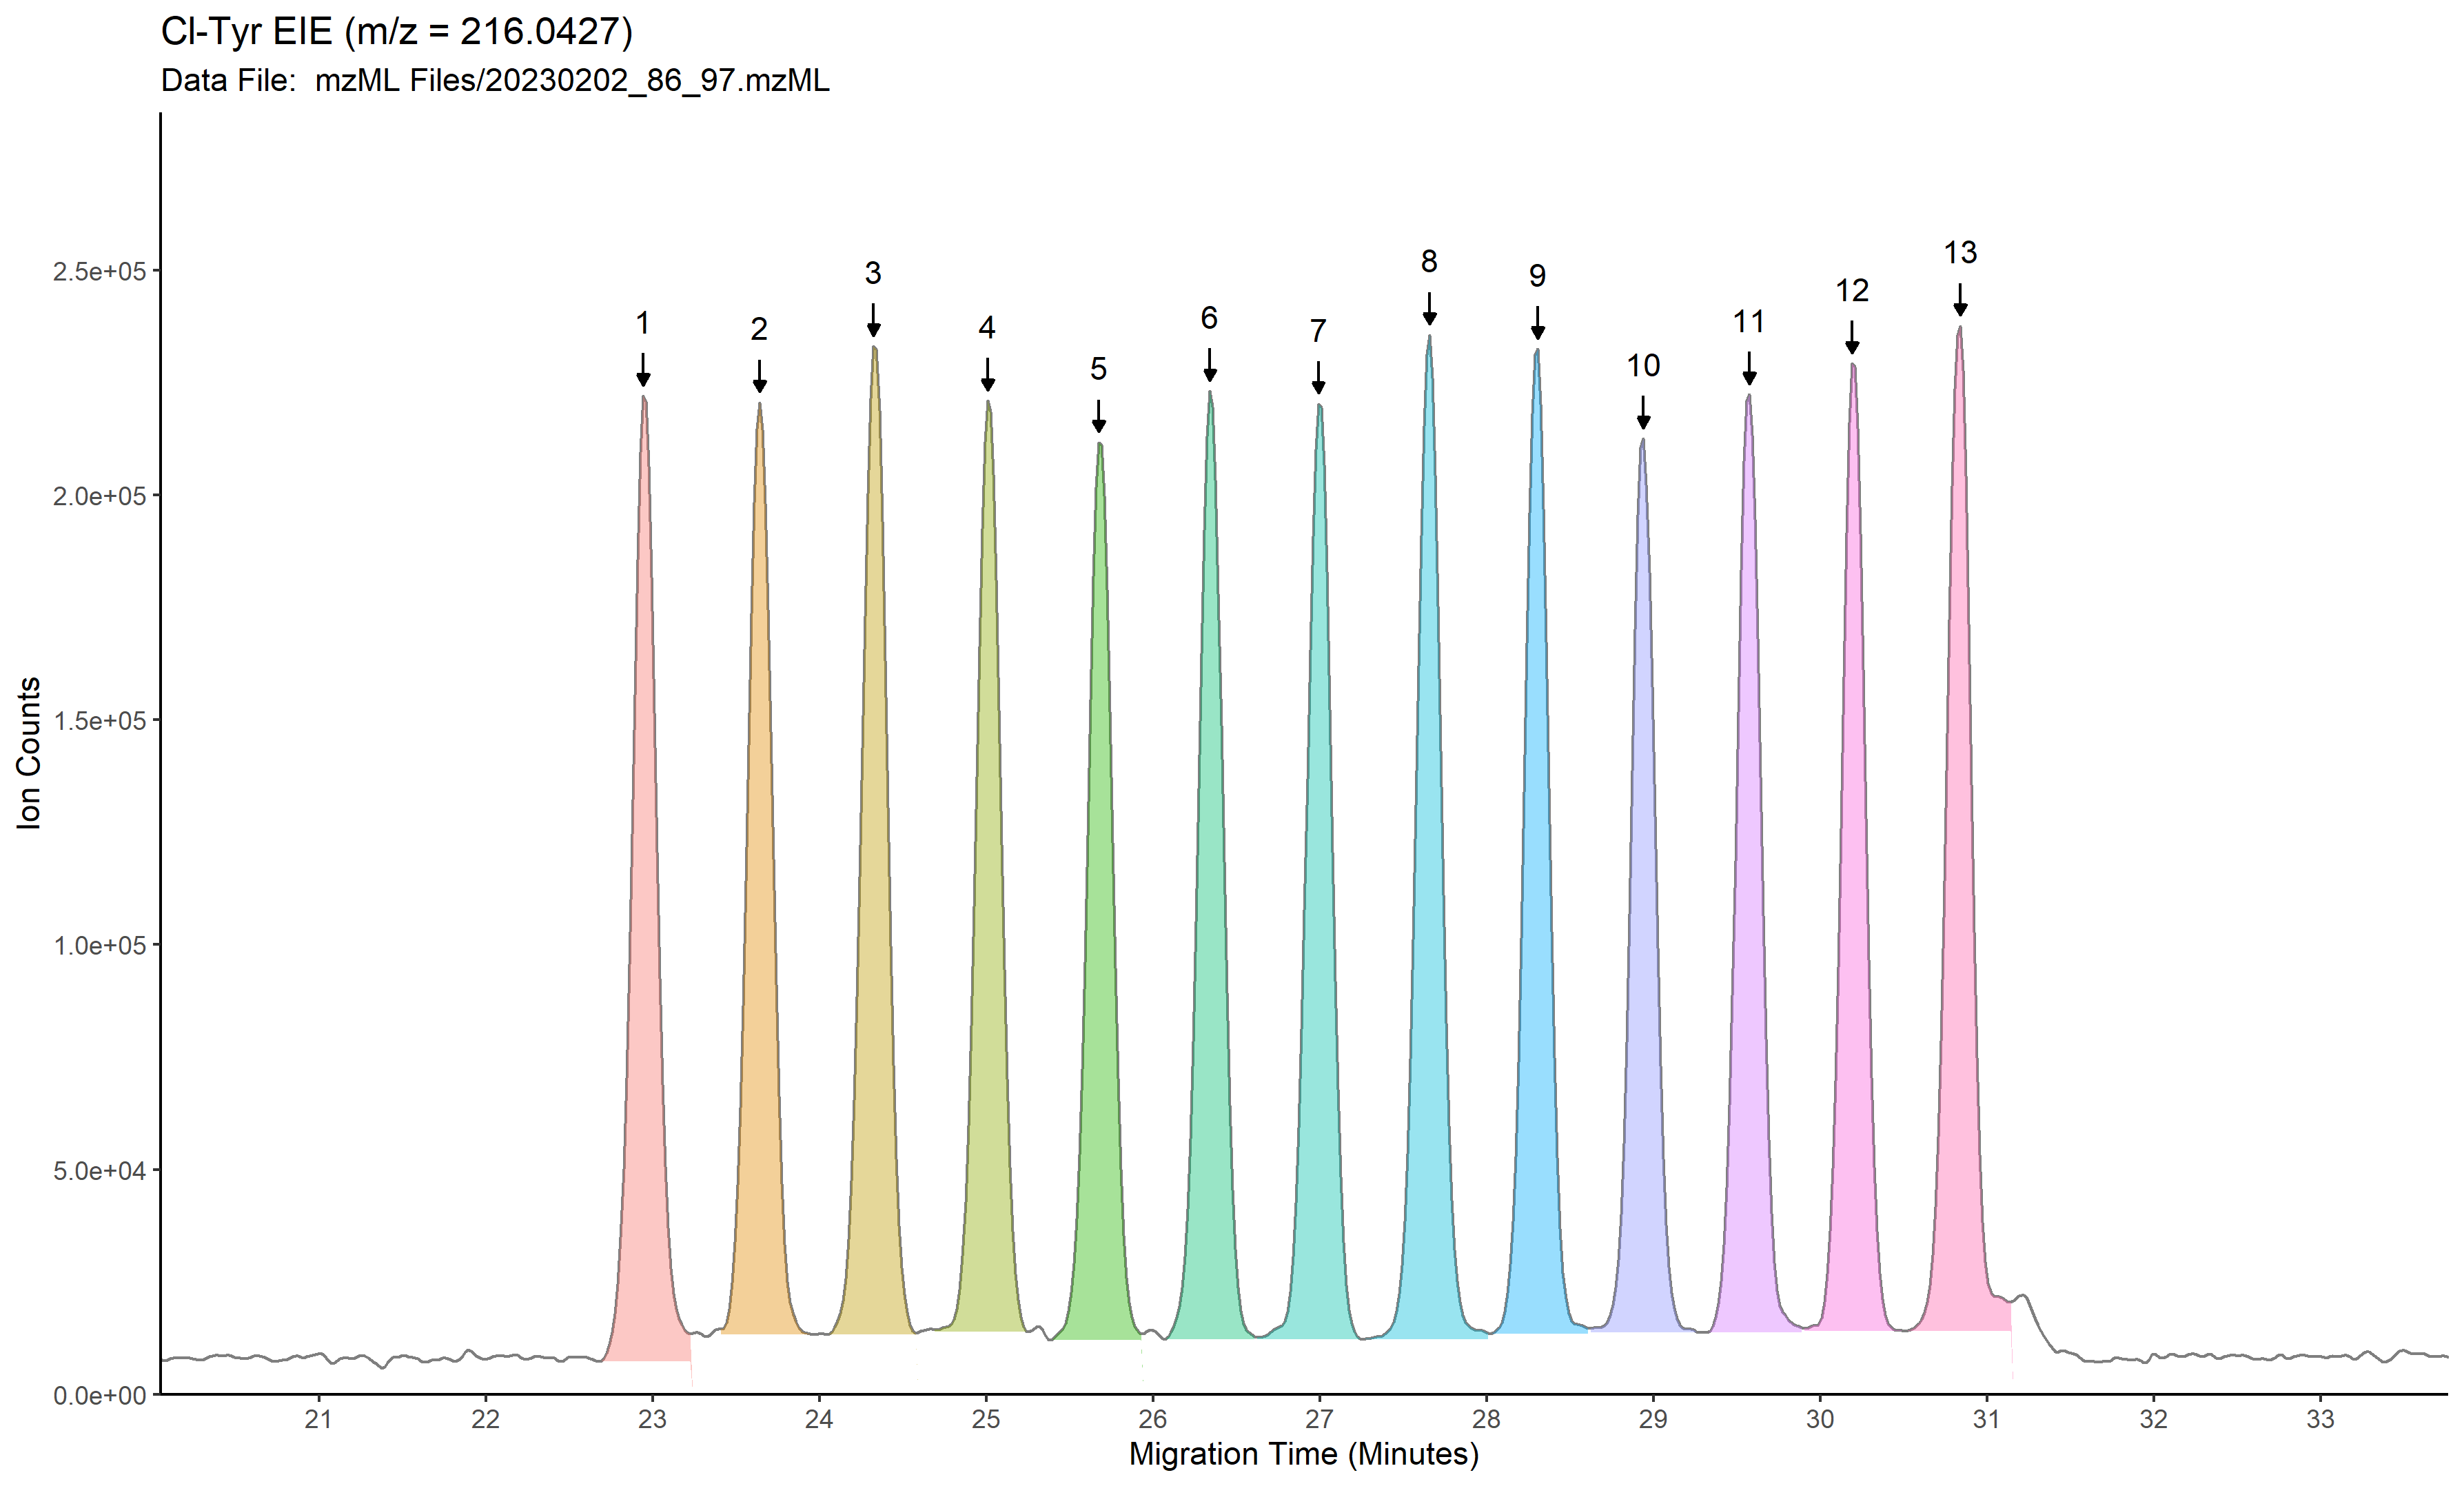 Cl-Tyr EIE (m/z = 216.0427)
Data File:  mzML Files/20230202_86_97.mzML
13
8
3
9
12
1
6
11
2
4
7
5
10
2.5e+05
2.0e+05
1.5e+05
1.0e+05
5.0e+04
0.0e+00
Ion Counts
21 22 23 24 25 26 27 28 29 30 31 32 33
Migration Time (Minutes)